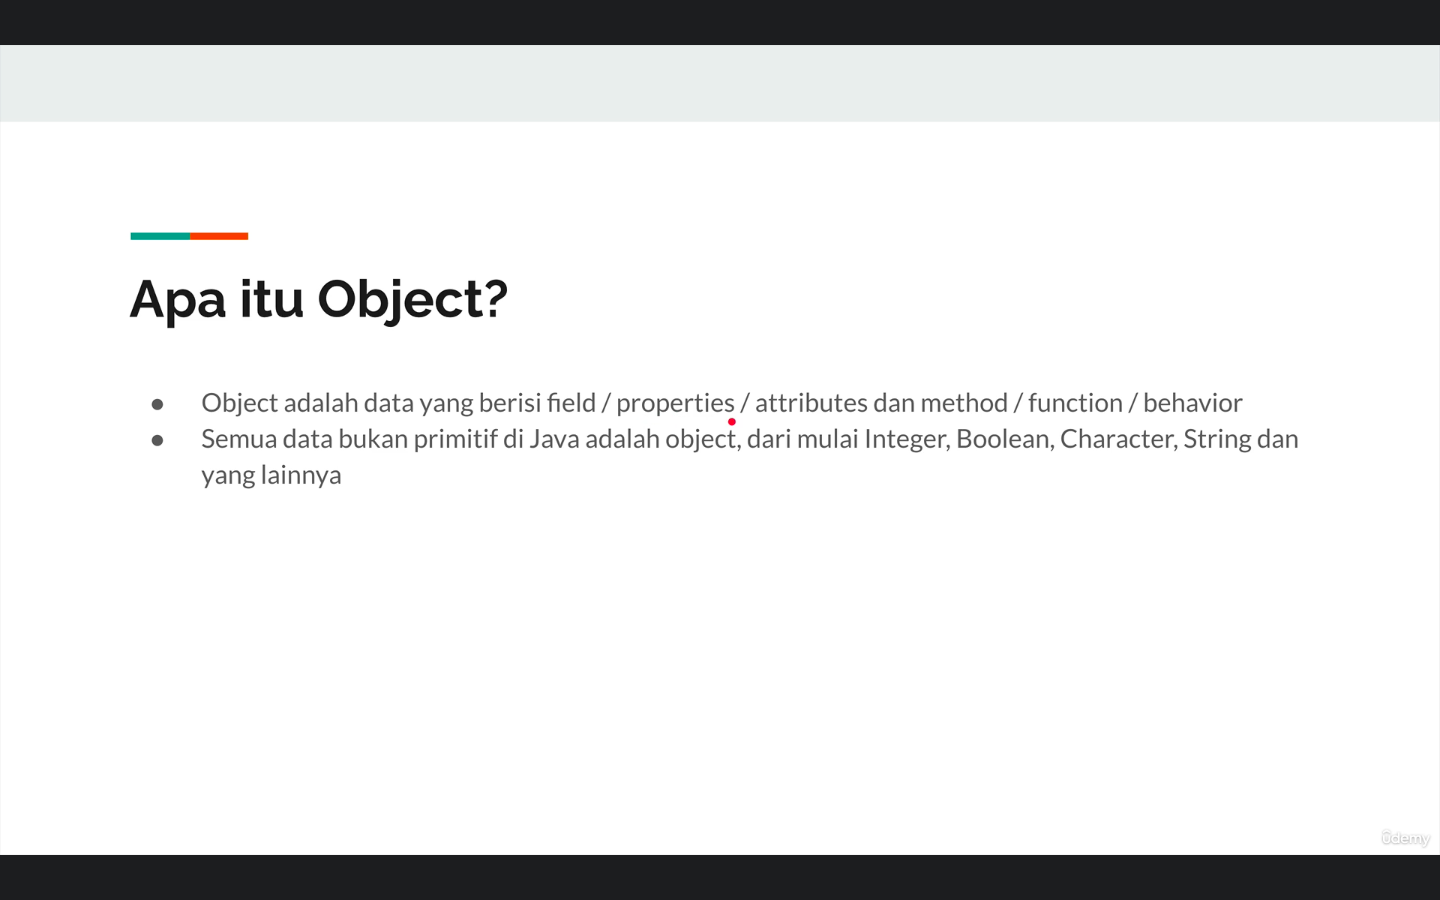 Apa itu Object?
● Object adalah data yang berisi field / properties / attributes dan method / function / behavior
● Semua data bukan primitif di Java adalah object, dari mulai Integer, Boolean, Character, String dan
yang lainnya
ûdemy